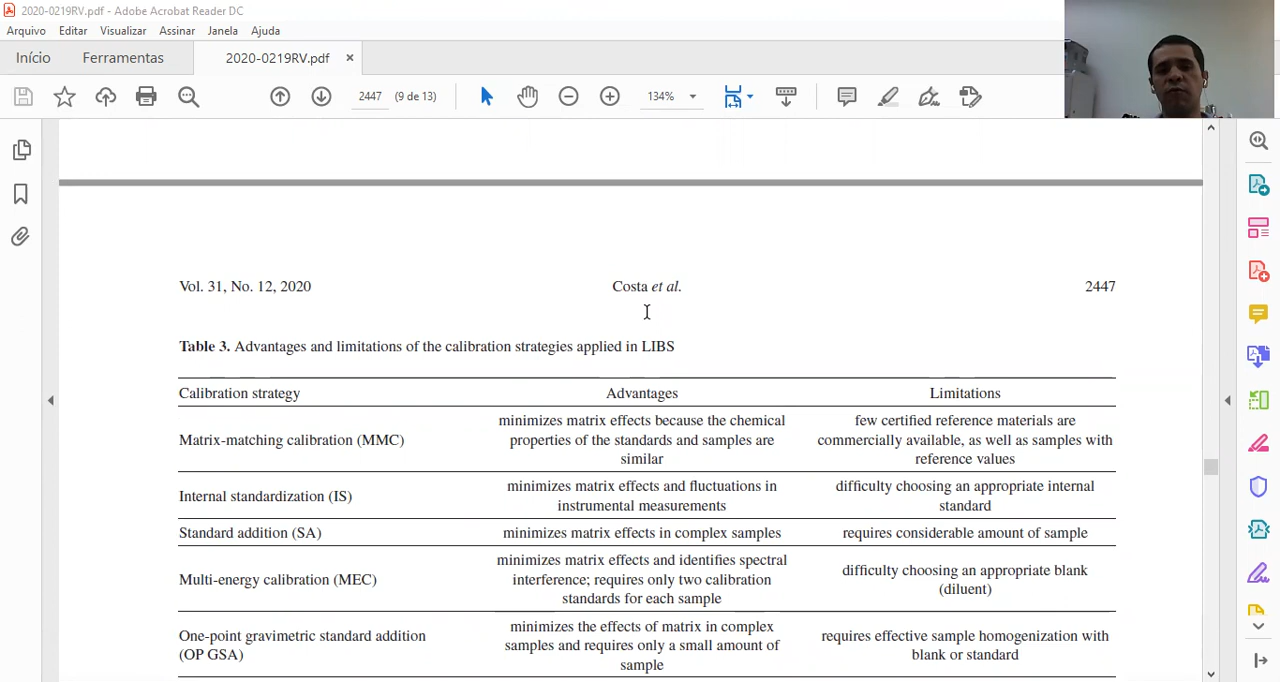 2020-0219RV.pdf - Adobe Acrobat Reader DC
Arquivo Editar Visualizar Assinar Janela Ajuda
Início Ferramentas 2020-0219RV.pdf ×
2447 (9 de 13) 134%
Vol. 31, No. 12, 2020 Costa et al. 2447
Table 3. Advantages and limitations of the calibration strategies applied in LIBS
Calibration strategy Advantages Limitations
Matrix-matching calibration (MMC)
minimizes matrix effects because the chemical
properties of the standards and samples are
similar
few certified reference materials are
commercially available, as well as samples with
reference values
Internal standardization (IS)
minimizes matrix effects and fluctuations in
instrumental measurements
difficulty choosing an appropriate internal
standard
Standard addition (SA) minimizes matrix effects in complex samples requires considerable amount of sample
Multi-energy calibration (MEC)
minimizes matrix effects and identifies spectral
interference; requires only two calibration
standards for each sample
difficulty choosing an appropriate blank
(diluent)
One-point gravimetric standard addition
(OP GSA)
minimizes the effects of matrix in complex
samples and requires only a small amount of
sample
requires effective sample homogenization with
blank or standard